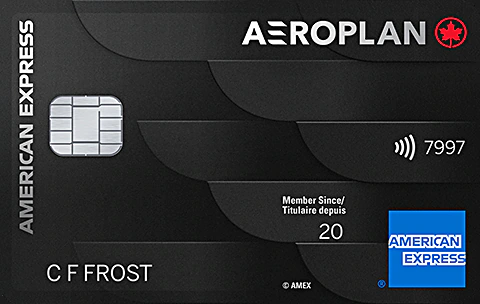 AMERICAN EXPRESS
AEROPLAN
7997
Member Since/
Titulaire depuis
20
C F FROST
© AMEX
®
AMERICAN
EXPRESS